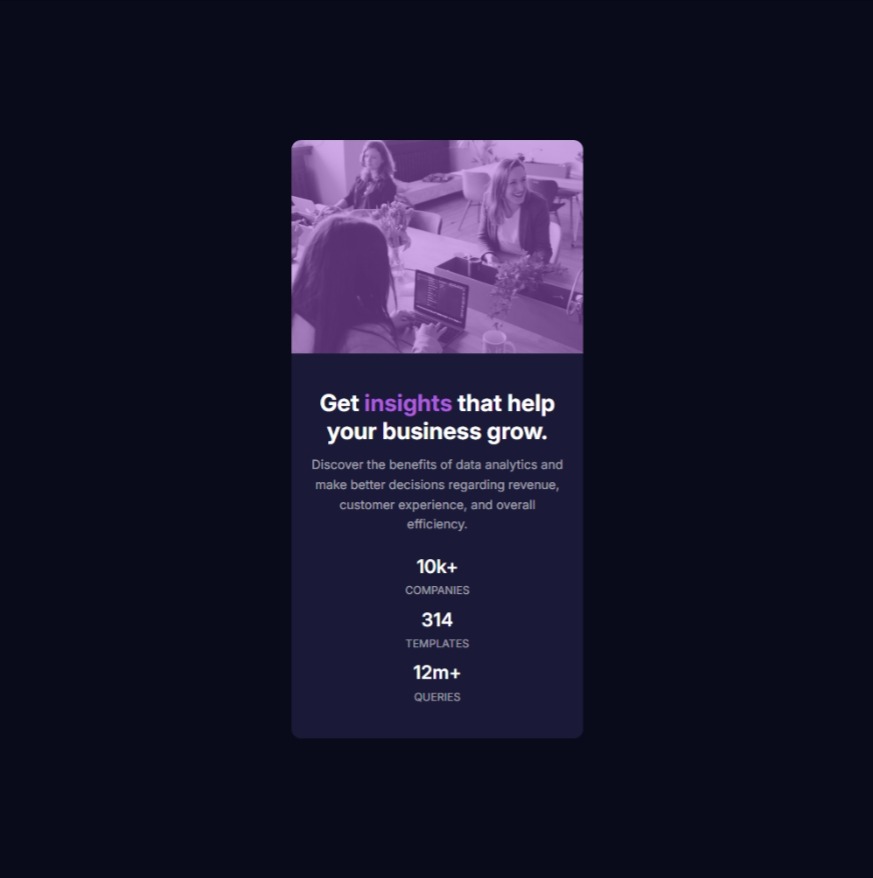 Get insights that help
your business grow.
Discover the benefits of data analytics and
make better decisions regarding revenue,
customer experience, and overall
efficiency.
10k+
COMPANIES
314
TEMPLATES
12m+
QUERIES